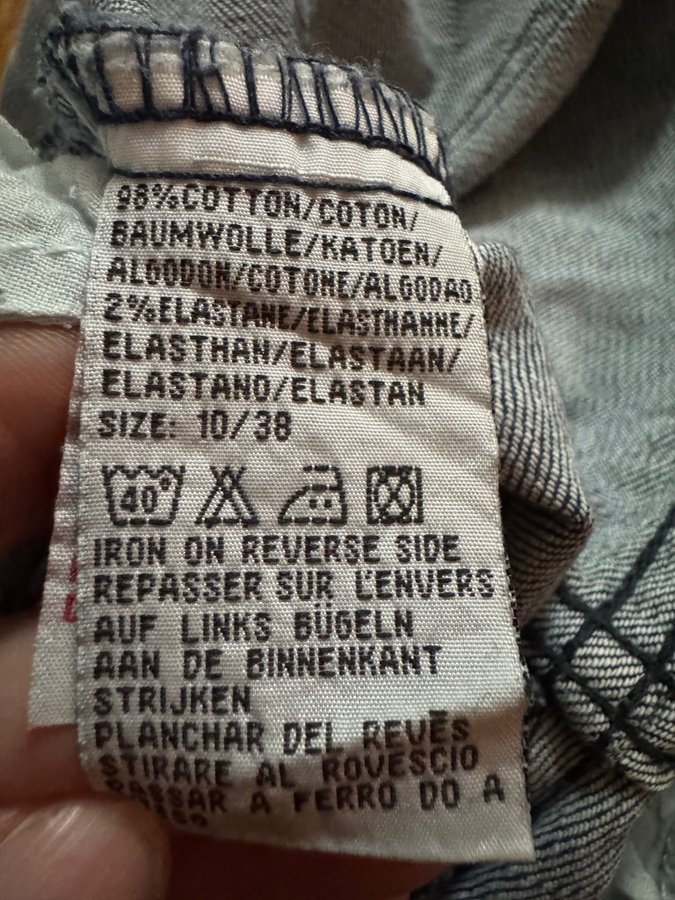 98%COTTON/COTON/
BAUMWOLLE/KATOEN/
ALGODON/COTONE/ALGODAO
2%ELASTANE/ELASTHANNE/
ELASTHAN/ELASTAAN/
ELASTANO/ELASTAN
SIZE: 10/38
40°
IRON ON REVERSE SIDE
REPASSER SUR L'ENVERS
AUF LINKS BÜGELN
AAN DE BINNENKANT
STRIJKEN
PLANCHAR DEL REVÉS
STIRARE AL ROVESCIO
PASSAR A FERRO DO A